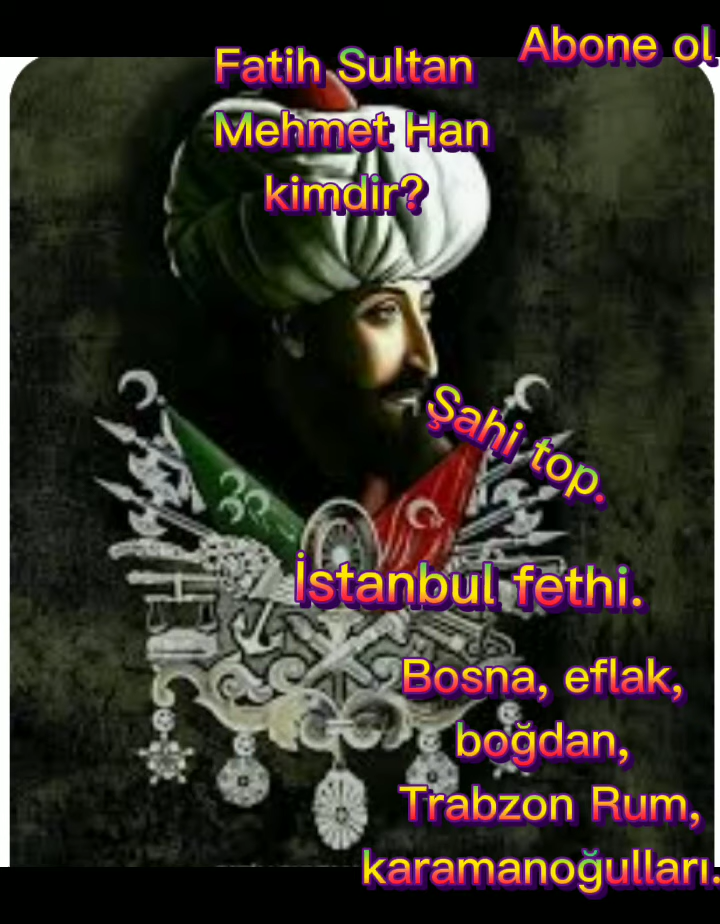 Abone ol
Fatih Sultan
Mehmet Han
kimdir?
Şahi top.
İstanbul fethi.
Bosna, eflak,
boğdan,
Trabzon Rum,
karamanoğulları.